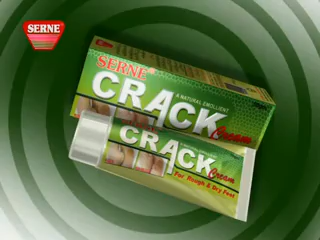 SERNE
SERNE
A NATURAL EMOLLIENT
CRACK
Cream
CRACK
Cream
For Rough & Dry Feet